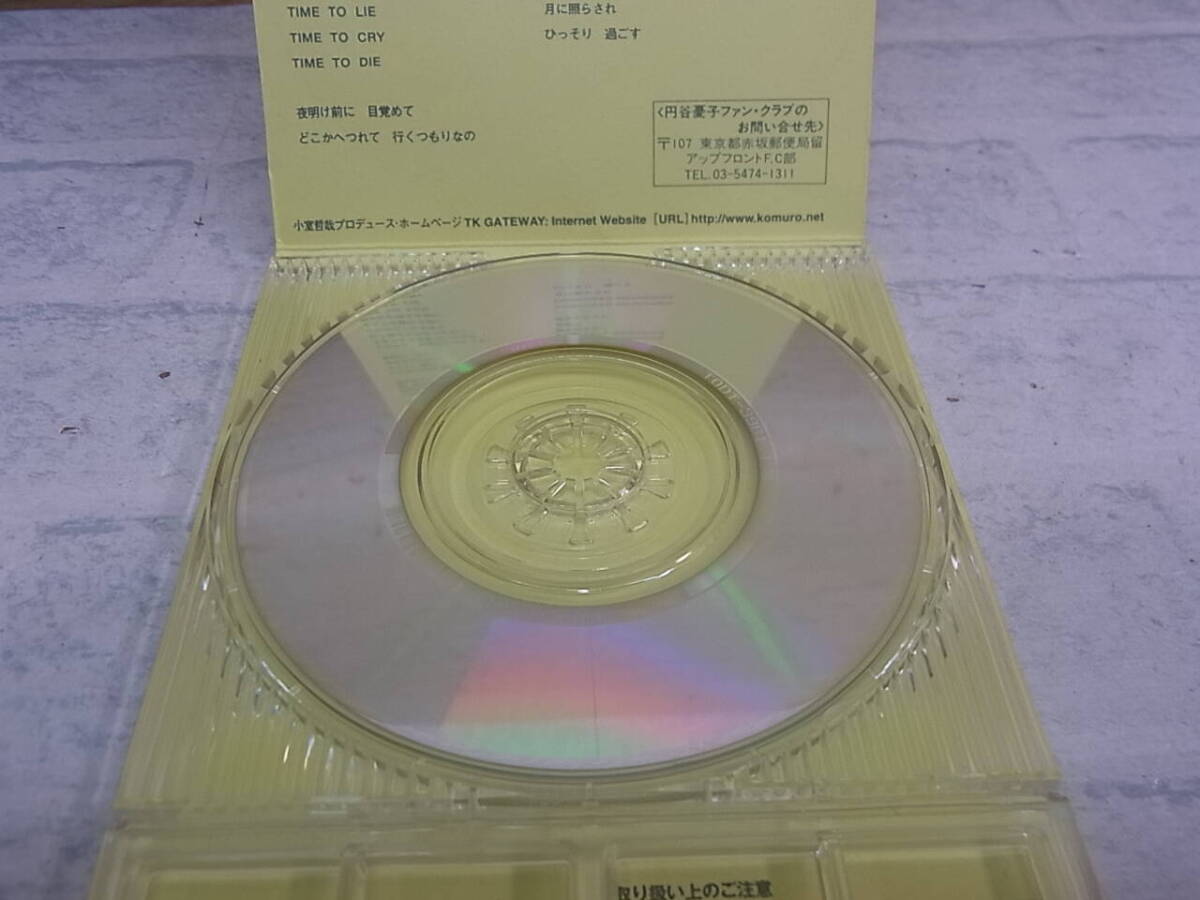 TIME TO LIE
TIME TO CRY
TIME TO DIE
夜明け前に 目覚めて
どこかへつれて 行くつもりなの
月に照らされ
ひっそり 過ごす
〈円谷憂子ファン・クラブの
お問い合せ先〉
〒107 東京都赤坂郵便局留
アップフロントF.C部
TEL.03-5474-1311
小室哲哉プロデュース・ホームページ TK GATEWAY: Internet Website [URL] http://www.komuro.net
取り扱い上のご注意